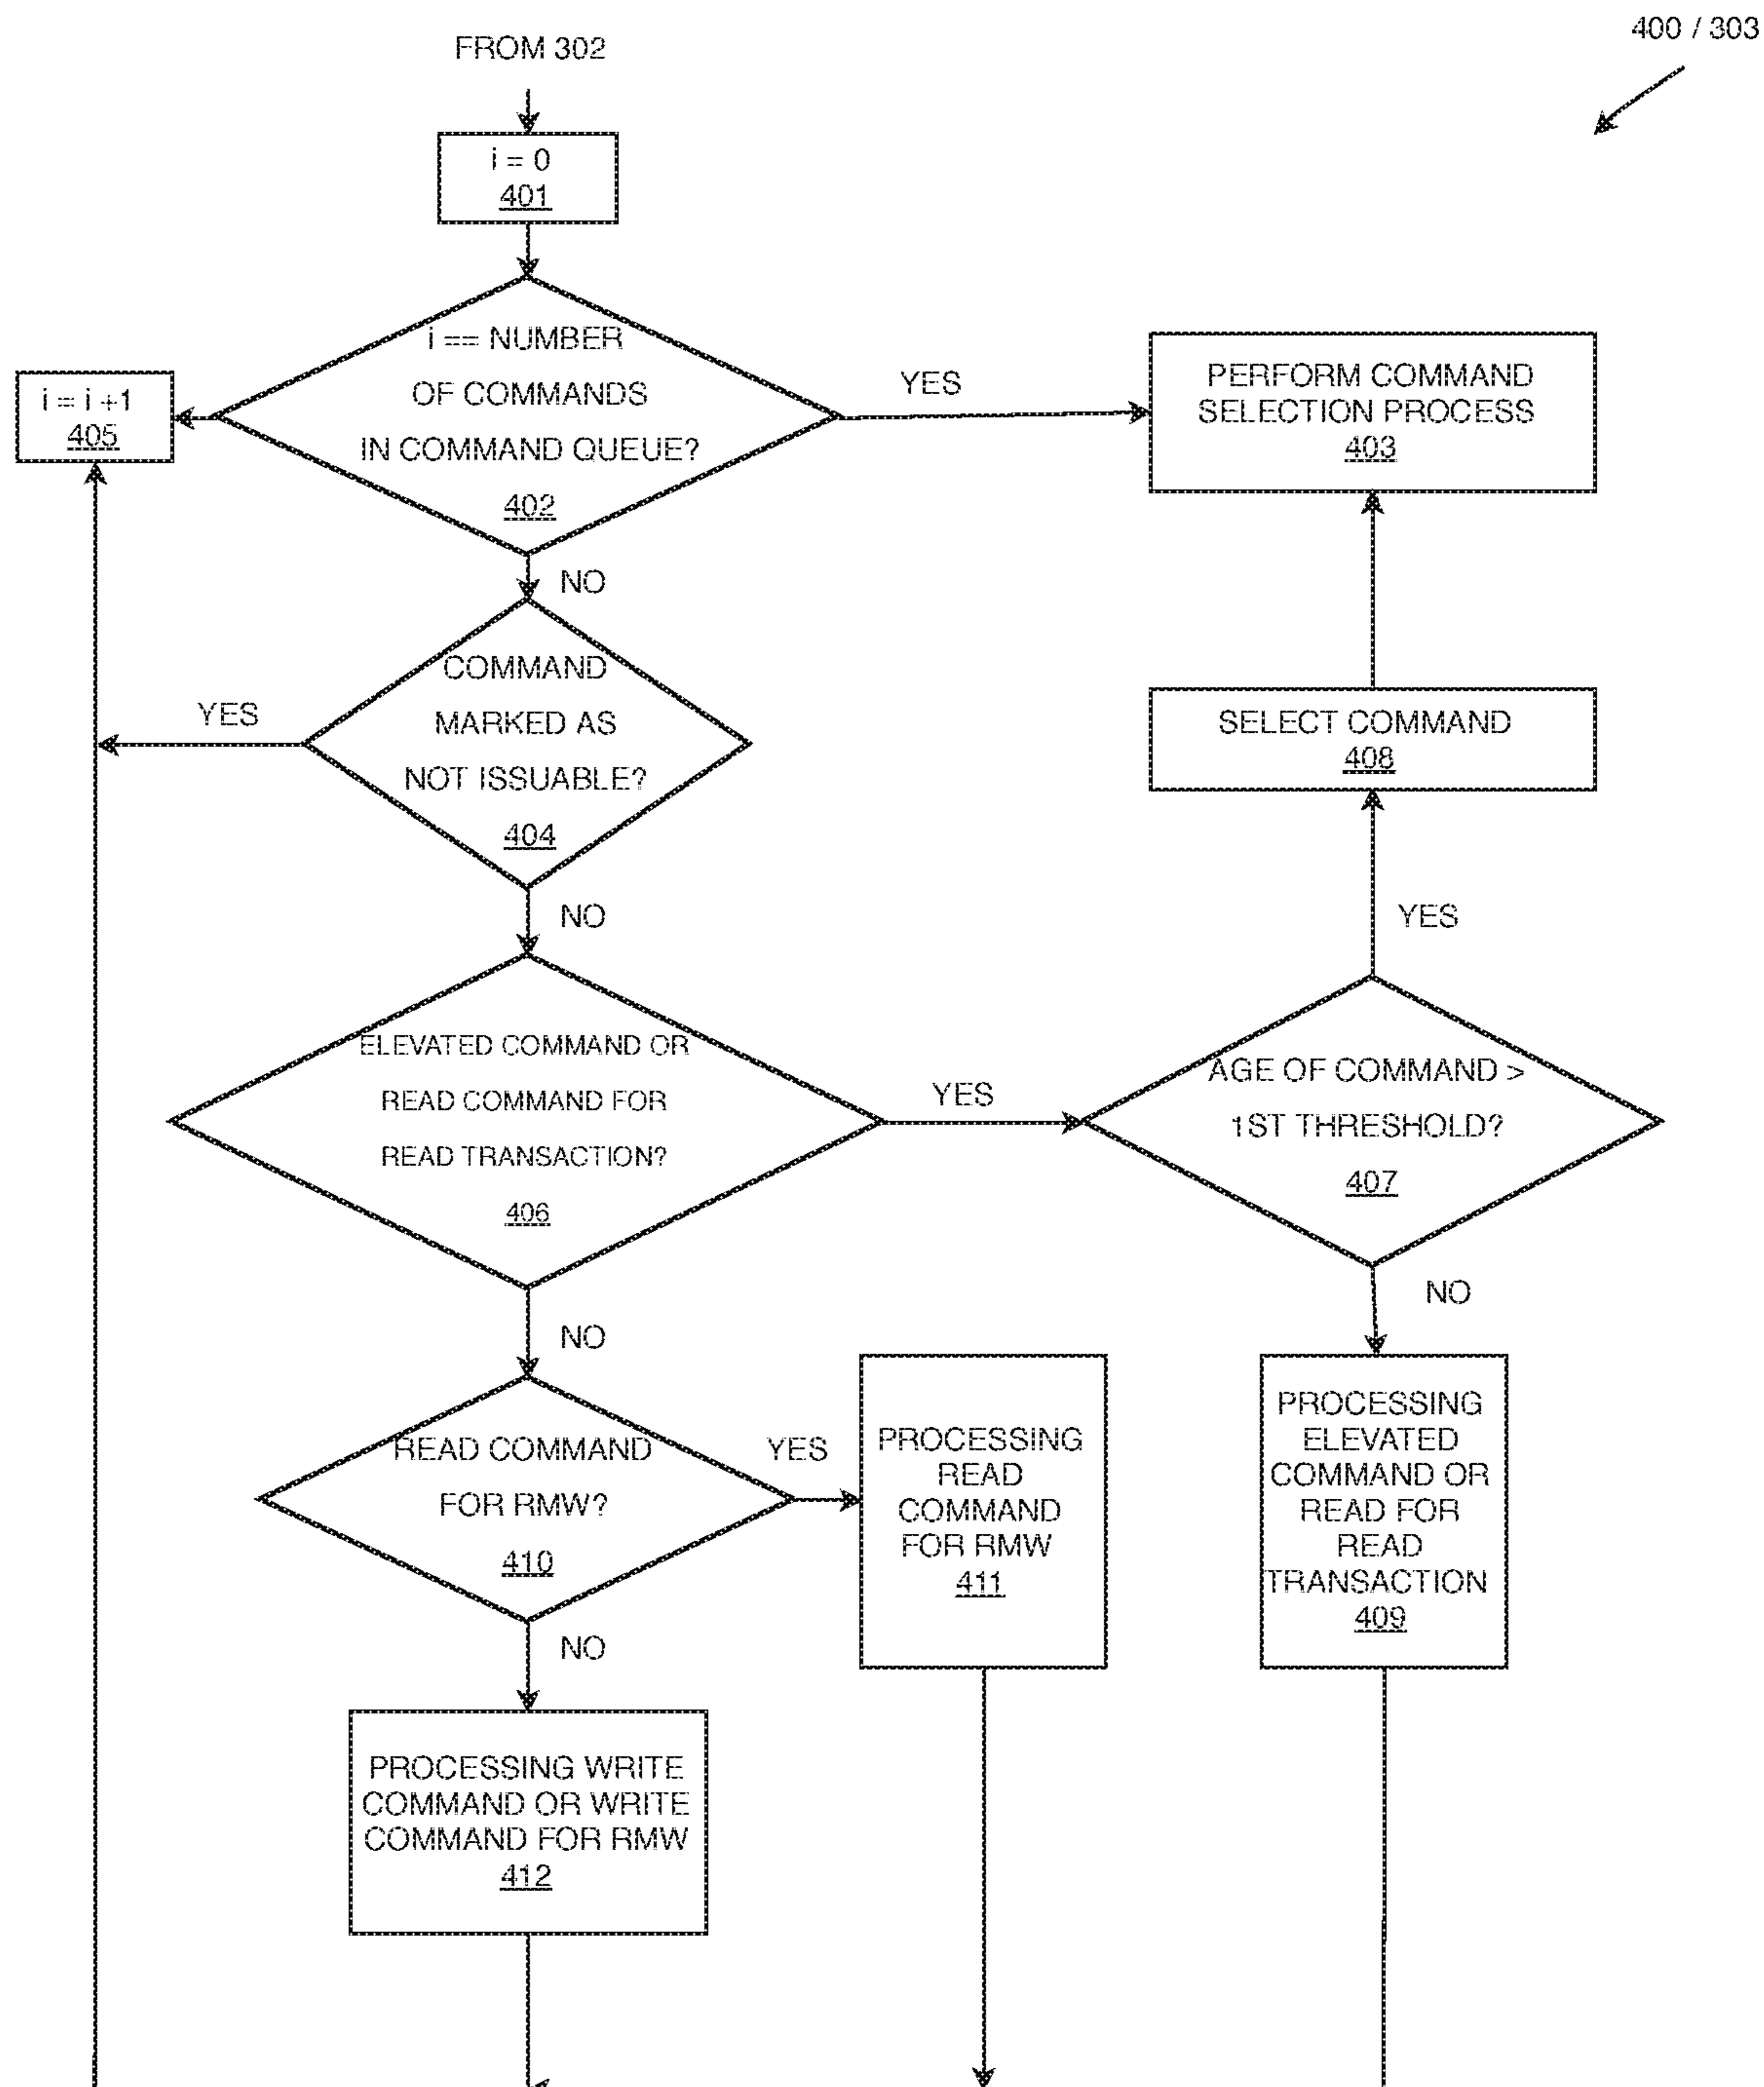 400 / 303
FROM 302
i = 0
401
i == NUMBER
OF COMMANDS
IN COMMAND QUEUE?
402
YES
PERFORM COMMAND
SELECTION PROCESS
403
i = i +1
405
NO
COMMAND
MARKED AS
NOT ISSUABLE?
404
YES
SELECT COMMAND
408
NO
YES
ELEVATED COMMAND OR
READ COMMAND FOR
READ TRANSACTION?
406
YES
AGE OF COMMAND >
1ST THRESHOLD?
407
NO
NO
READ COMMAND
FOR RMW?
410
YES
PROCESSING
READ
COMMAND
FOR RMW
411
PROCESSING
ELEVATED
COMMAND OR
READ FOR
READ
TRANSACTION
409
NO
PROCESSING WRITE
COMMAND OR WRITE
COMMAND FOR RMW
412